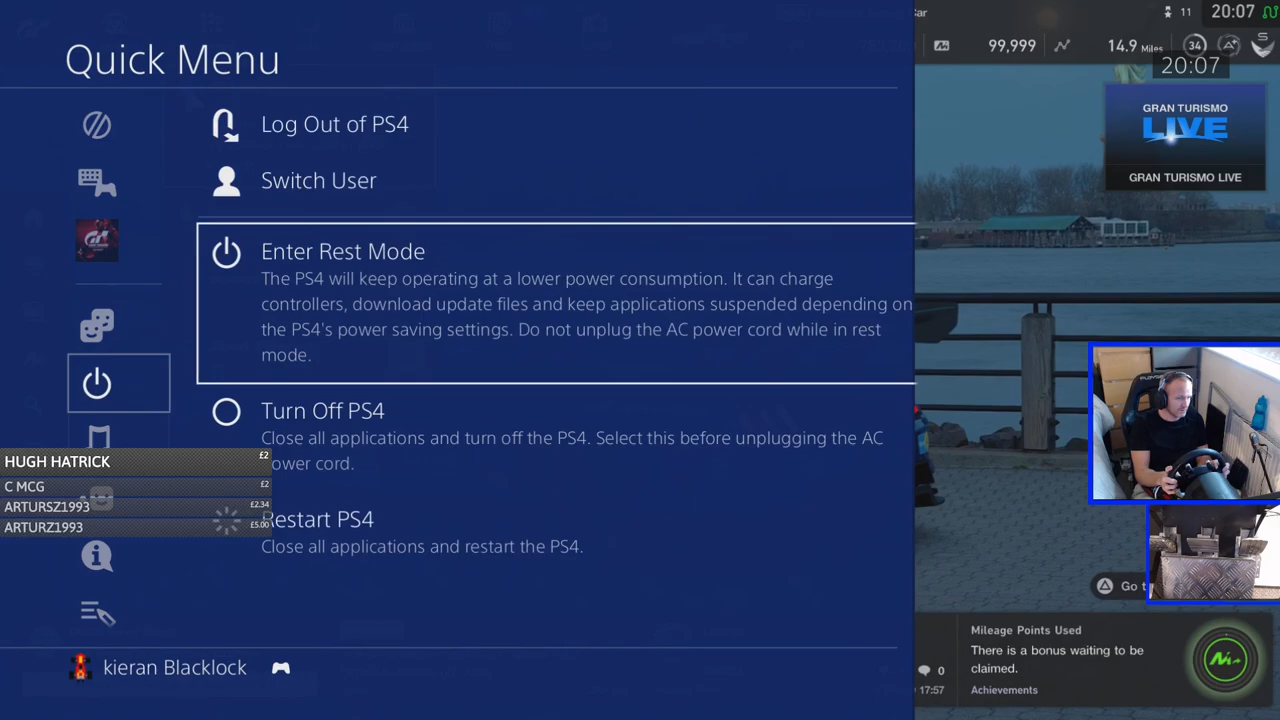 Quick Menu
Log Out of PS4
Switch User
Enter Rest Mode
The PS4 will keep operating at a lower power consumption. It can charge
controllers, download update files and keep applications suspended depending on
the PS4's power saving settings. Do not unplug the AC power cord while in rest
mode.
Turn Off PS4
Close all applications and turn off the PS4. Select this before unplugging the AC
ower cord.
Restart PS4
Close all applications and restart the PS4.
HUGH HATRICK £2
C MCG £2
ARTURSZ1993 £2.34
ARTURZ1993 £5.00
kieran Blacklock
Car
11 20:07
99,999 14.9 Miles 34
20:07
GRAN TURISMO
LIVE
GRAN TURISMO LIVE
Go t
Mileage Points Used
There is a bonus waiting to be
claimed.
Achievements
0
17:57